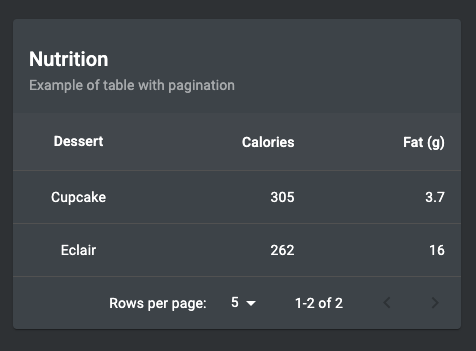 Nutrition
Example of table with pagination
Dessert Calories Fat (g)
Cupcake 305 3.7
Eclair 262 16
Rows per page: 5 1-2 of 2